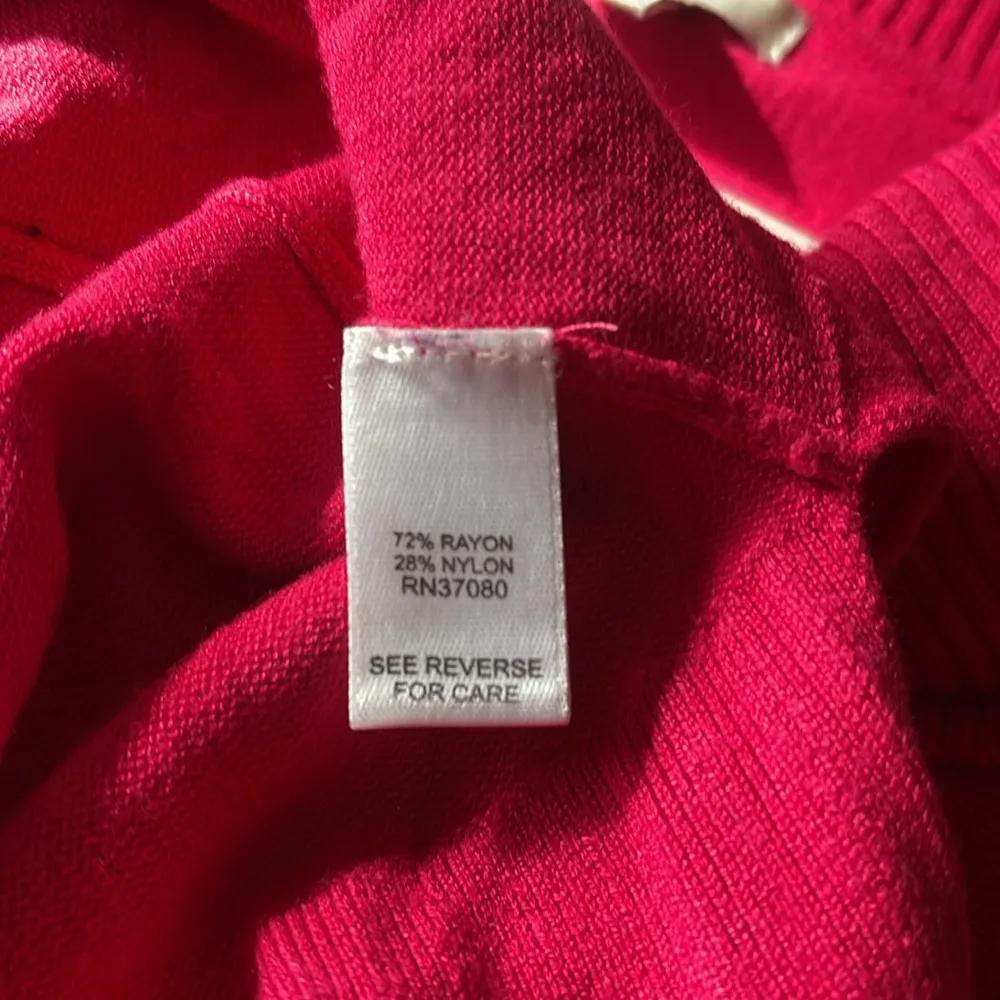 72% RAYON
28% NYLON
RN37080
SEE REVERSE
FOR CARE